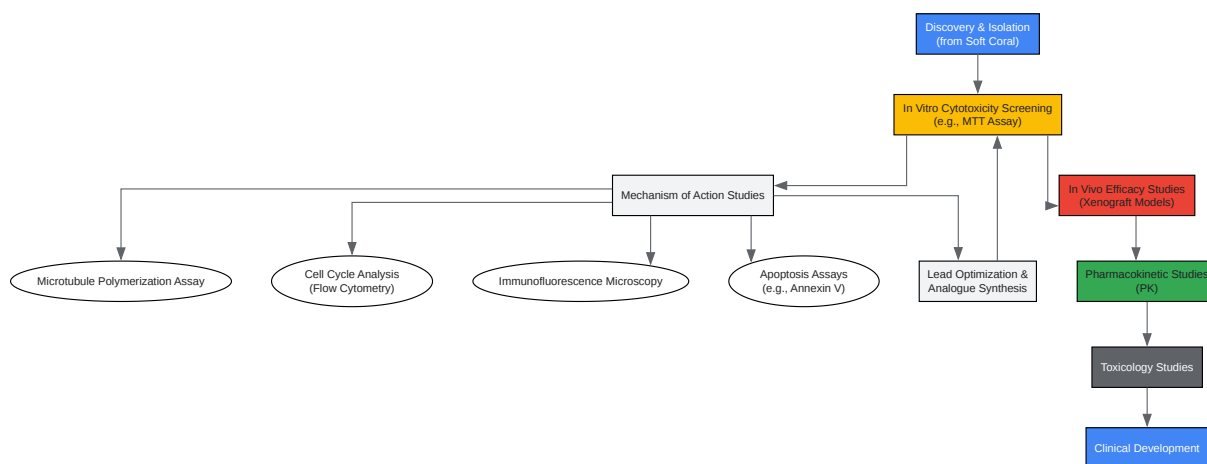 Discovery & Isolation
(from Soft Coral)
In Vitro Cytotoxicity Screening
(e.g., MTT Assay)
Mechanism of Action Studies
In Vivo Efficacy Studies
(Xenograft Models)
Microtubule Polymerization Assay
Cell Cycle Analysis
(Flow Cytometry)
Immunofluorescence Microscopy
Apoptosis Assays
(e.g., Annexin V)
Lead Optimization &
Analogue Synthesis
Pharmacokinetic Studies
(PK)
Toxicology Studies
Clinical Development